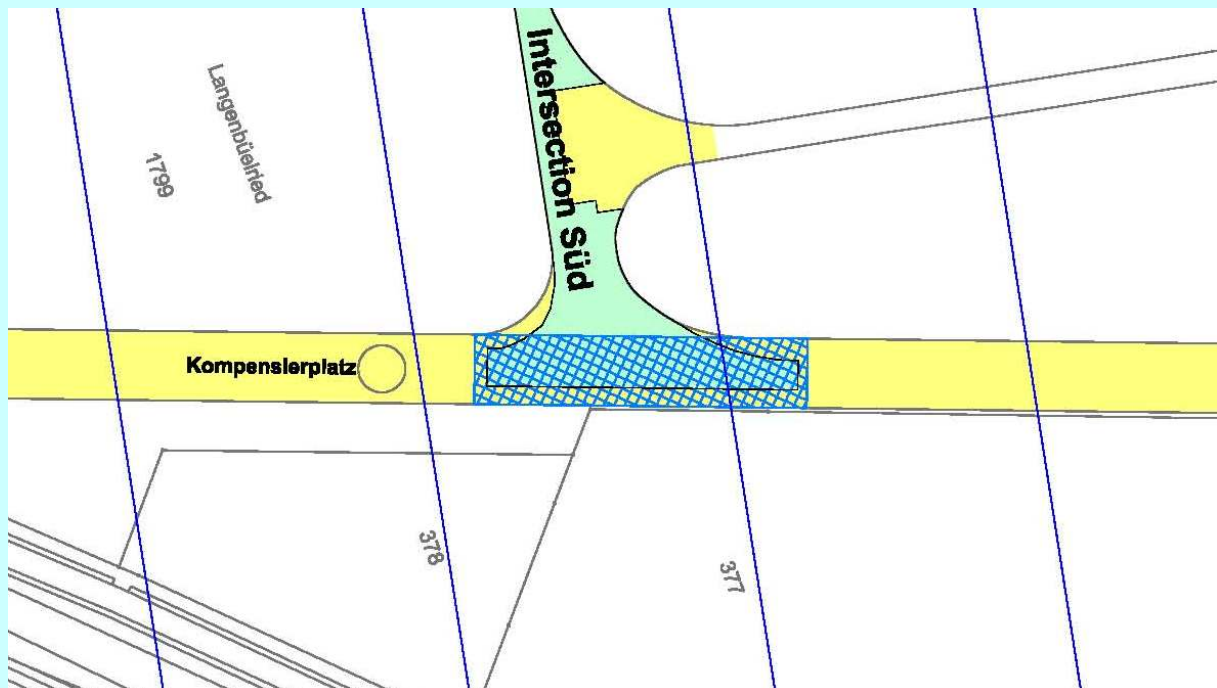 Intersection Süd
Langenbüelried
1799
Kompensierplatz
378
377